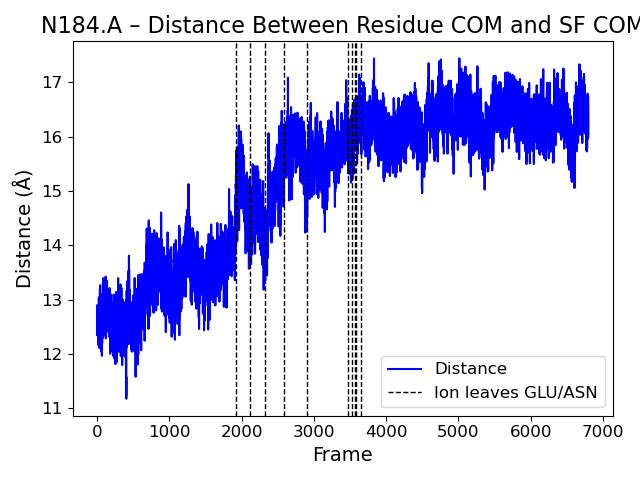 N184.A – Distance Between Residue COM and SF COM
17
16
15
14
13
12
11
Distance (Å)
Distance
Ion leaves GLU/ASN
0 1000 2000 3000 4000 5000 6000 7000
Frame